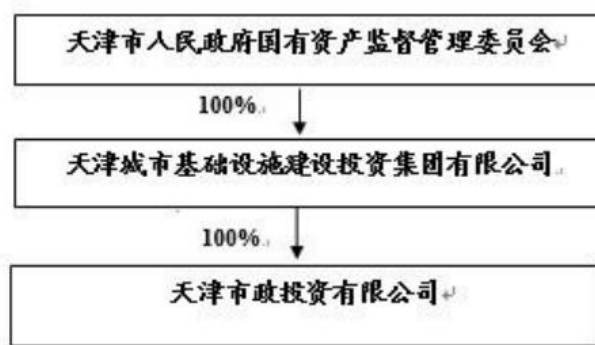 天津市人民政府国有资产监督管理委员会
100%
天津城市基础设施建设投资集团有限公司
100%
天津市政投资有限公司